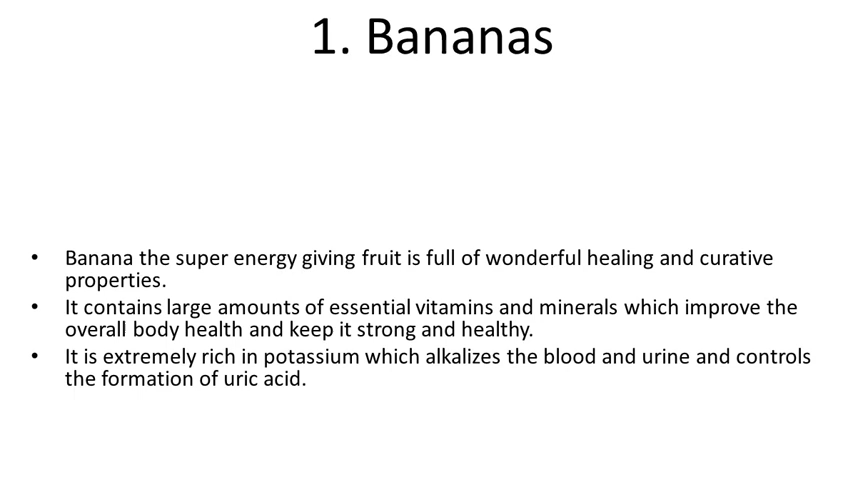 1. Bananas
• Banana the super energy giving fruit is full of wonderful healing and curative
properties.
• It contains large amounts of essential vitamins and minerals which improve the
overall body health and keep it strong and healthy.
• It is extremely rich in potassium which alkalizes the blood and urine and controls
the formation of uric acid.